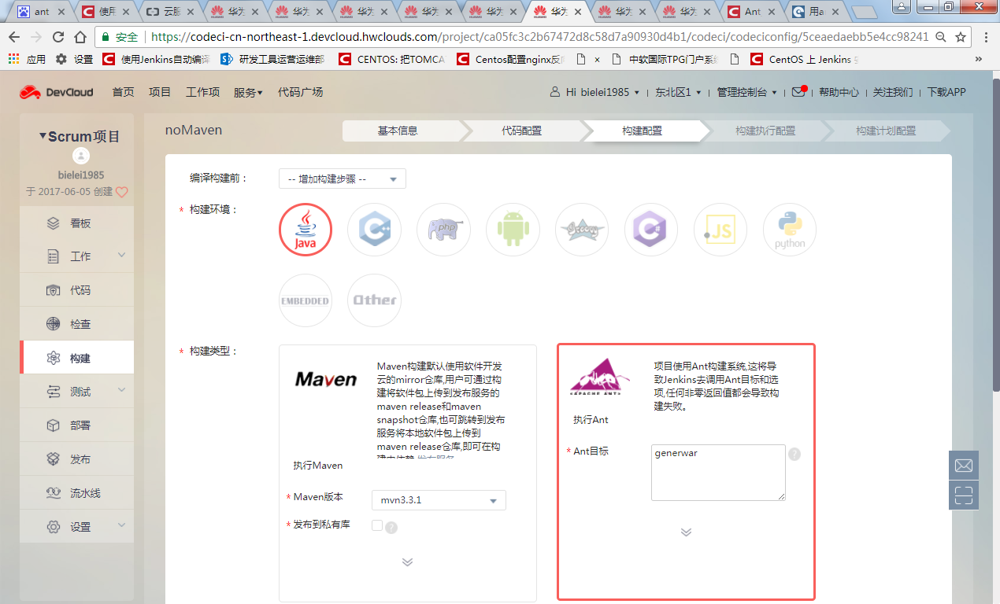 ant
使用
云服
华为
华为
华为
华为
华为
华为
华为
华为
Ant
用a
安全
https://codeci-cn-northeast-1.devcloud.hwclouds.com/project/ca05fc3c2b67472d8c58d7a90930d4b1/codeci/codeciconfig/5ceaedaebb5e4cc98241
应用
设置
使用Jenkins自动编译
研发工具运营运维部
CENTOS: 把TOMCA
Centos配置nginx反向
×
中软国际TPG门户系统
CentOS 上 Jenkins
DevCloud
首页
项目
工作项
服务▾
代码广场
Hi bielei1985 ▾
东北区1 ▾
管理控制台 ▾
帮助中心
关注我们
下载APP
▾Scrum项目
bielei1985
于 2017-06-05 创建
看板
工作
代码
检查
构建
测试
部署
发布
流水线
设置
noMaven
基本信息
代码配置
构建配置
构建执行配置
构建计划配置
编译构建前：
-- 增加构建步骤 --
* 构建环境：
Java
C++
php
Groovy
C#
JS
python
EMBEDDED
Other
* 构建类型：
Maven
Maven构建默认使用软件开发
云的mirror仓库,用户可通过构
建将软件包上传到发布服务的
maven release和maven
snapshot仓库,也可跳转到发布
服务将本地软件包上传到
maven release仓库,即可在构
建中依赖,发布服务
执行Maven
* Maven版本
mvn3.3.1
* 发布到私有库
?
APACHE ANT
项目使用Ant构建系统,这将导
致Jenkins去调用Ant目标和选
项,任何非零返回值都会导致构
建失败。
执行Ant
* Ant目标
generwar
?